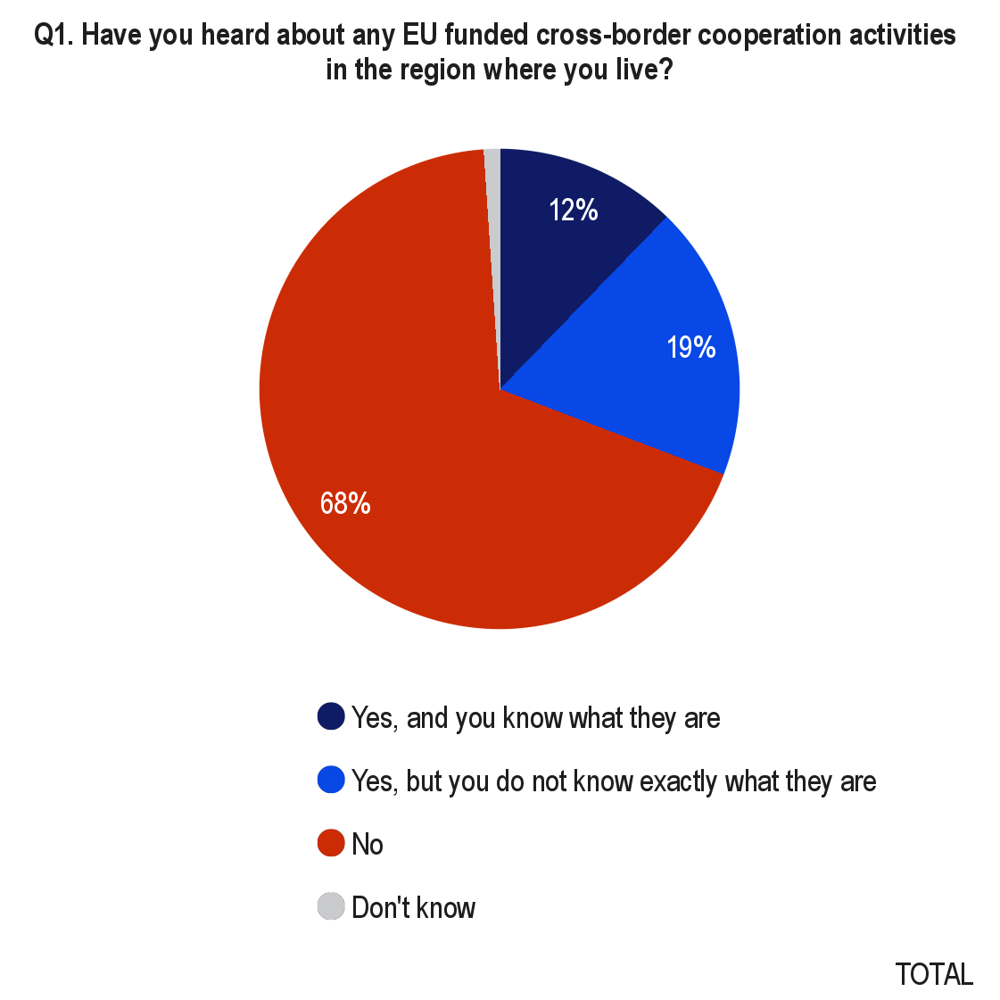 Q1. Have you heard about any EU funded cross-border cooperation activities
in the region where you live?
12%
19%
68%
Yes, and you know what they are
Yes, but you do not know exactly what they are
No
Don't know
TOTAL